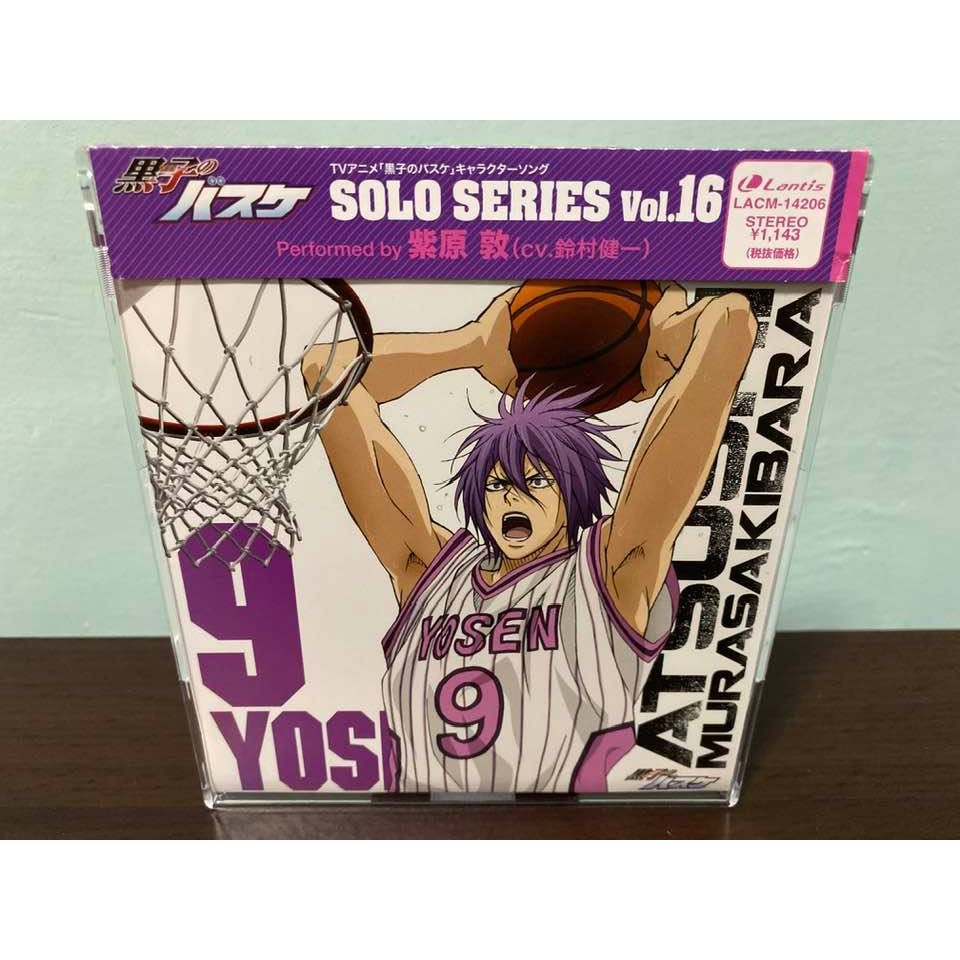 黒子の
バスケ
TVアニメ「黒子のバスケ」キャラクターソング
SOLO SERIES Vol.16
Performed by 紫原 敦(CV.鈴村健一)
Lantis
LACM-14206
STEREO
¥1,143
(税抜価格)
9
YOSE
YOSEN
9
ATSUSHI
MURASAKIBARA
黒子の
バスケ